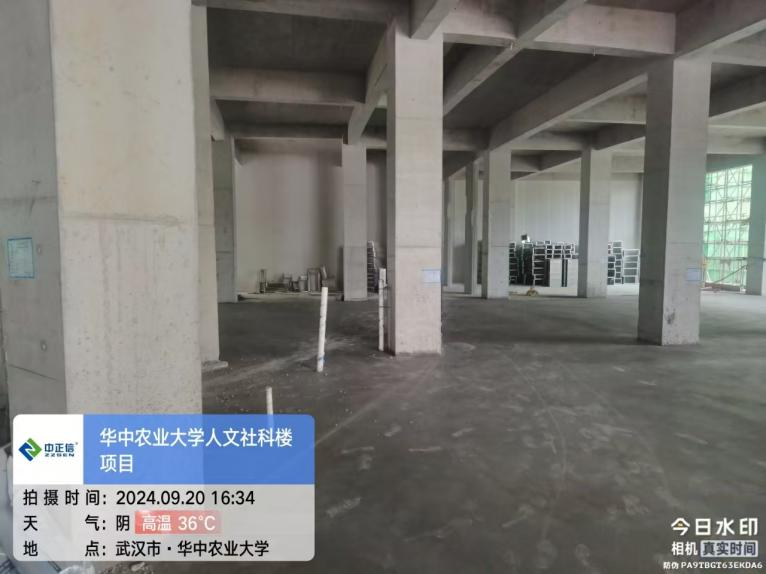 中正信
ZZSEN
华中农业大学人文社科楼
项目
拍摄时间：2024.09.20 16:34
天 气：阴 高温 36℃
地 点：武汉市·华中农业大学
今日水印
相机 真实时间
防伪 PA9TBGT63EKDA6